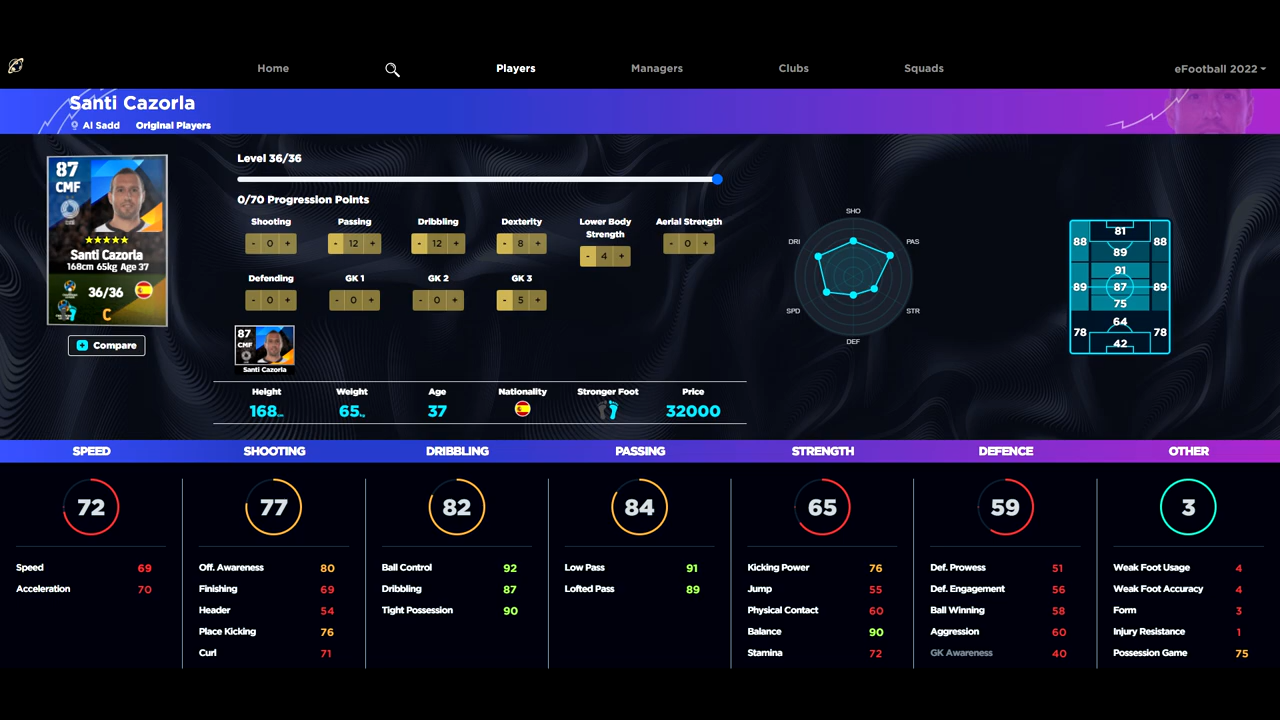 Home
Players
Managers
Clubs
Squads
eFootball 2022
Santi Cazorla
Al Sadd Original Players
87
CMF
Santi Cazorla
168cm 65kg Age 37
36/36
C
Compare
Level 36/36
0/70 Progression Points
Shooting Passing Dribbling Dexterity Lower Body Strength Aerial Strength
- 0 + - 12 + - 12 + - 8 + - 4 + - 0 +
Defending GK 1 GK 2 GK 3
- 0 + - 0 + - 0 + - 5 +
87
CMF
Santi Cazorla
Height Weight Age Nationality Stronger Foot Price
168 65 37 32000
SHO
DRI PAS
SPD STR
DEF
81
88 88
89
91
89 87 89
75
64
78 78
42
SPEED SHOOTING DRIBBLING PASSING STRENGTH DEFENCE OTHER
72 77 82 84 65 59 3
Speed 69 Off. Awareness 80 Ball Control 92 Low Pass 91 Kicking Power 76 Def. Prowess 51 Weak Foot Usage 4
Acceleration 70 Finishing 69 Dribbling 87 Lofted Pass 89 Jump 55 Def. Engagement 56 Weak Foot Accuracy 4
Header 54 Tight Possession 90 Physical Contact 60 Ball Winning 58 Form 3
Place Kicking 76 Balance 90 Aggression 60 Injury Resistance 1
Curl 71 Stamina 72 GK Awareness 40 Possession Game 75